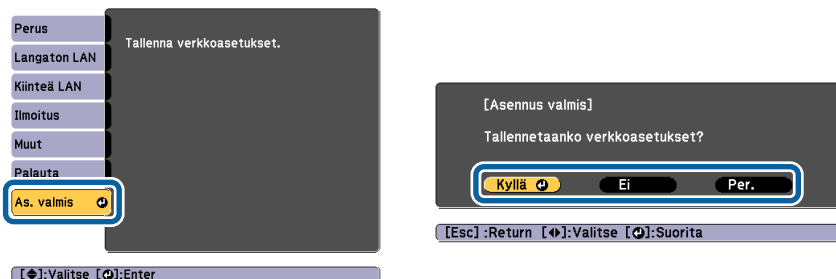 Perus
Langaton LAN
Kiinteä LAN
Ilmoitus
Muut
Palauta
As. valmis
Tallenna verkkoasetukset.
[ ]:Valitse [ ]:Enter
[Asennus valmis]
Tallennetaanko verkkoasetukset?
Kyllä Ei Per.
[Esc] :Return [ ]:Valitse [ ]:Suorita